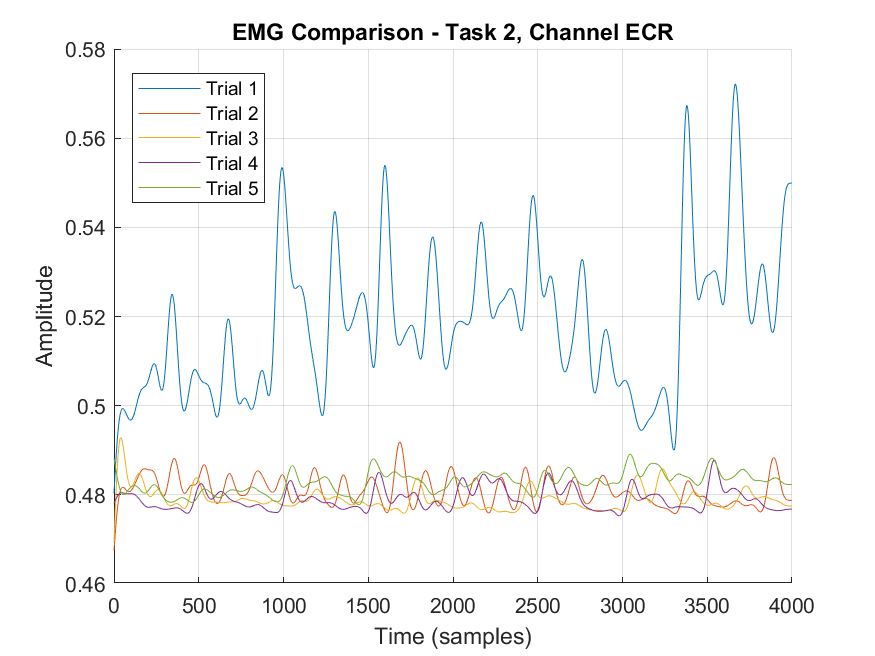 EMG Comparison - Task 2, Channel ECR
0.58
0.56
0.54
0.52
0.5
0.48
0.46
Amplitude
Trial 1
Trial 2
Trial 3
Trial 4
Trial 5
0 500 1000 1500 2000 2500 3000 3500 4000
Time (samples)